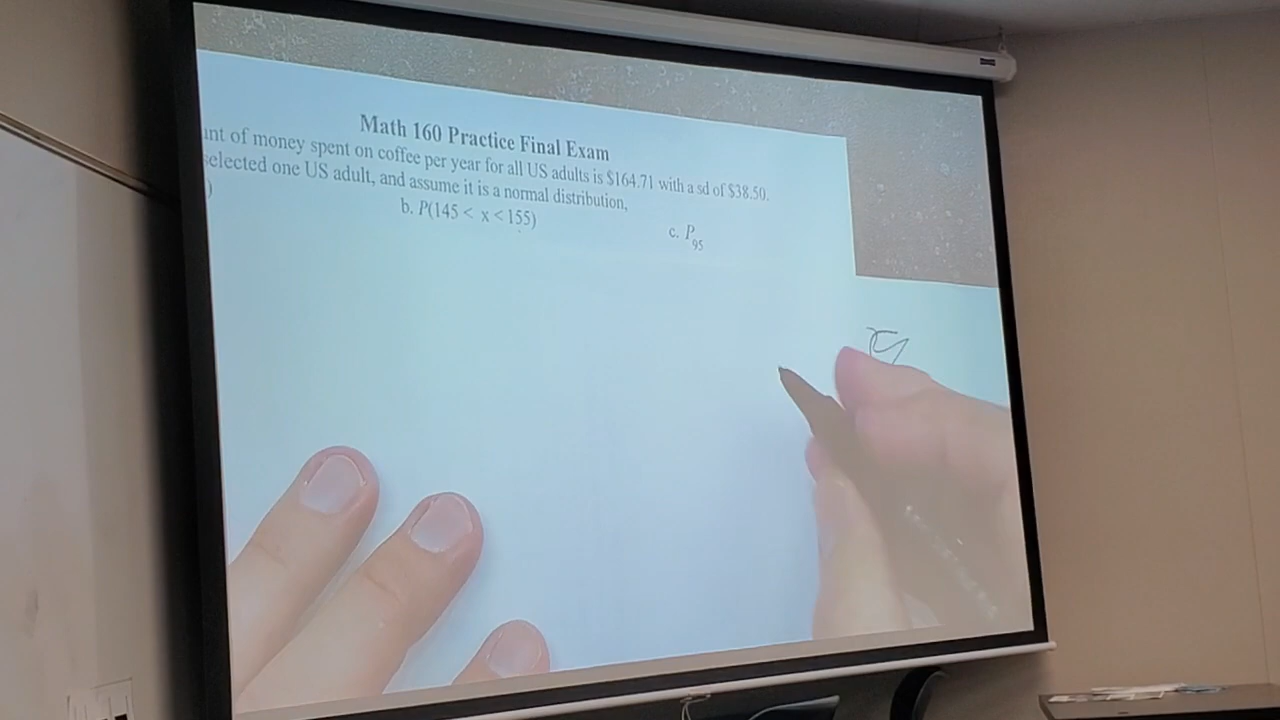 Math 160 Practice Final Exam
of money spent on coffee per year for all US adults is $164.71 with a sd of $38.50.
selected one US adult, and assume it is a normal distribution,
) b. P(145 < x < 155) c. P95